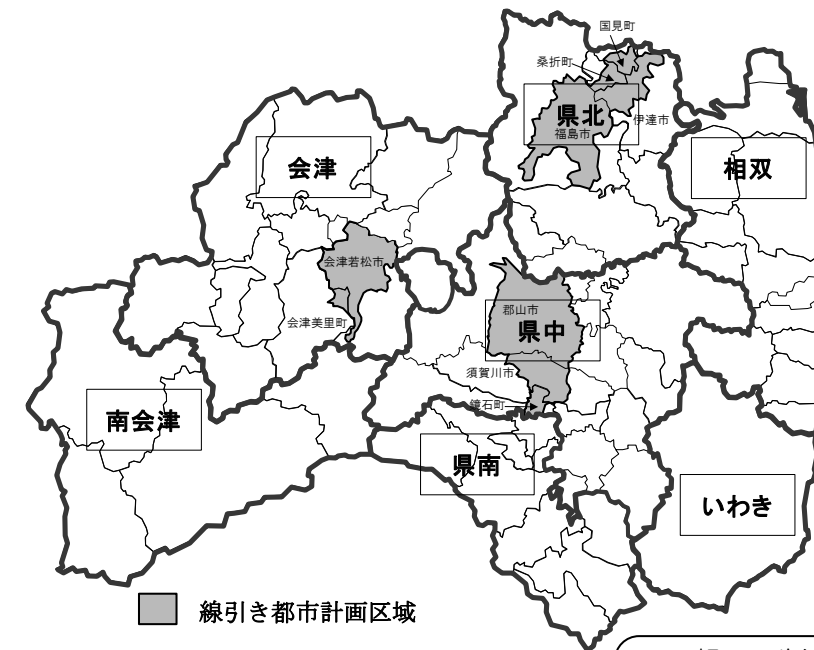 国見町
桑折町
県北
伊達市
福島市
会津
相双
会津若松市
郡山市
会津美里町
県中
須賀川市
鏡石町
南会津
県南
いわき
線引き都市計画区域